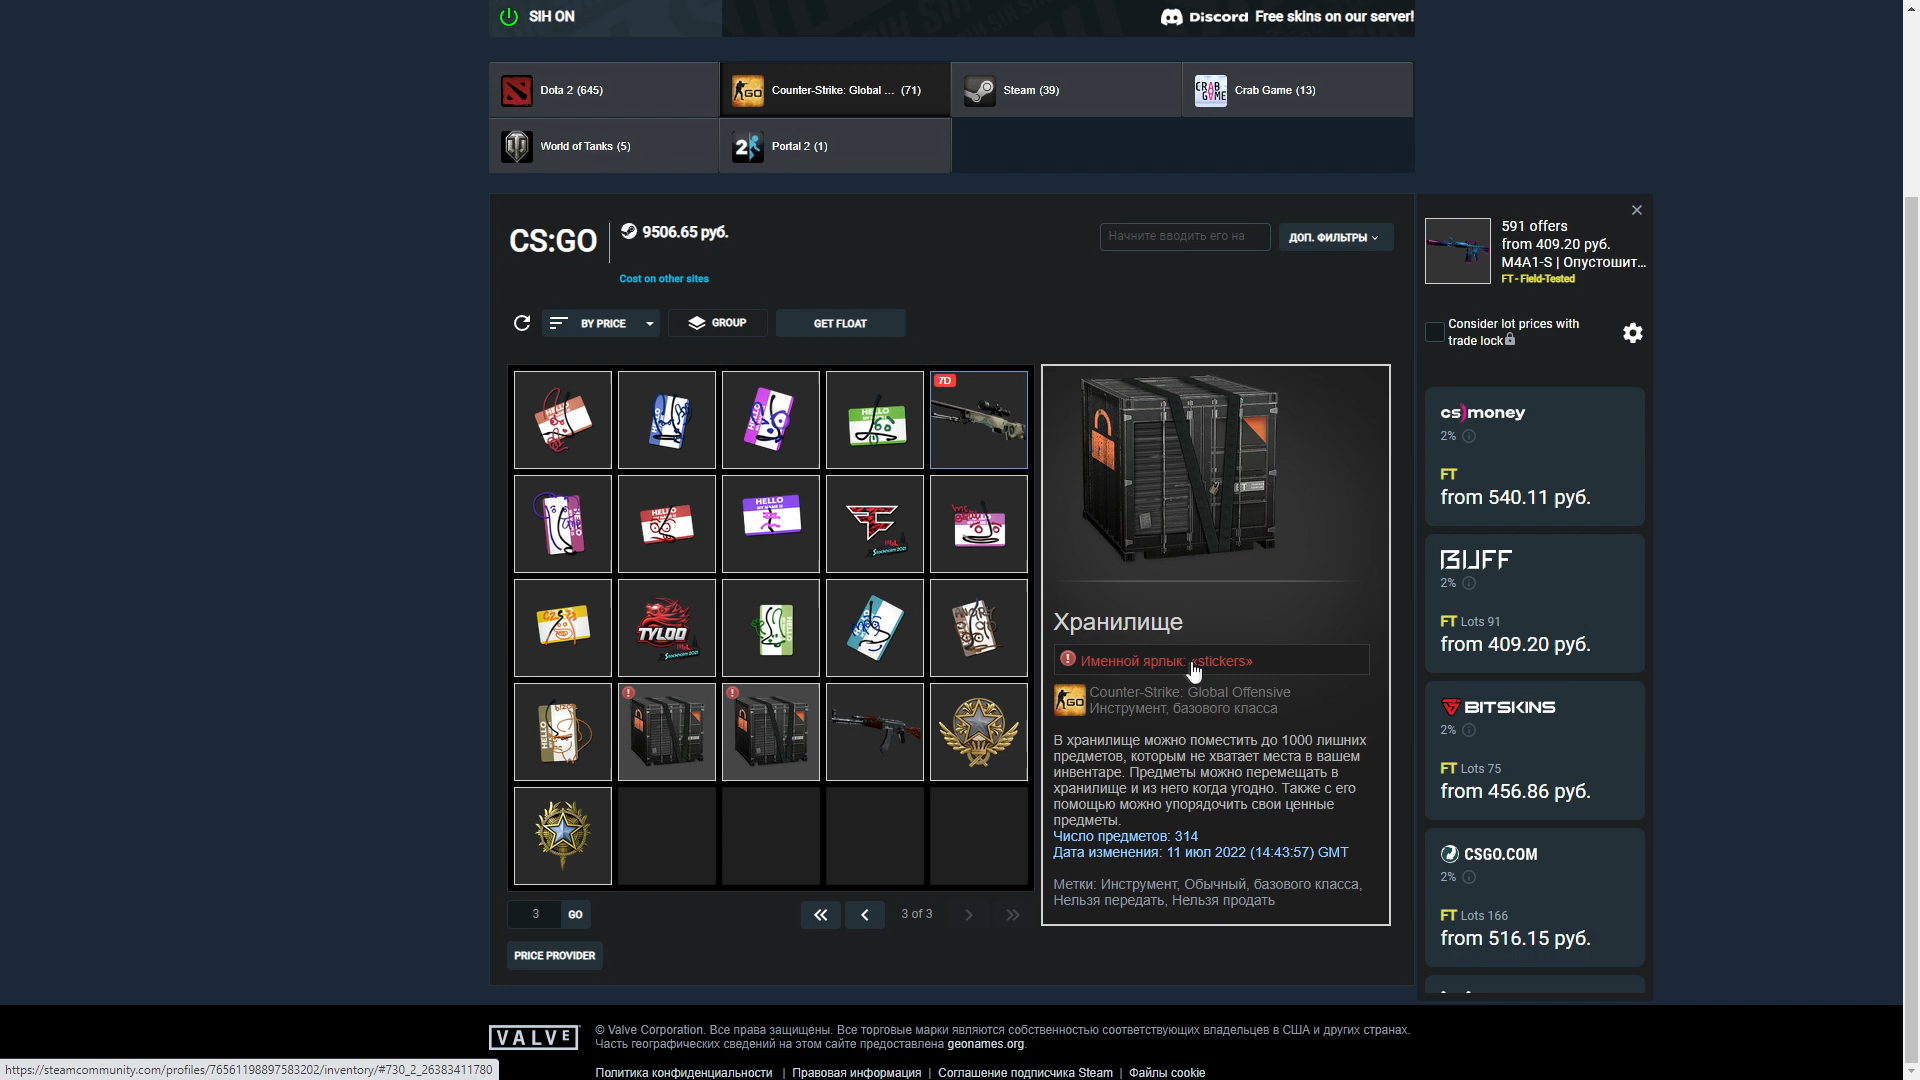 SIH ON
Discord Free skins on our server!
Dota 2 (645)
Counter-Strike: Global ... (71)
Steam (39)
Crab Game (13)
World of Tanks (5)
Portal 2 (1)
CS:GO
9506.65 руб.
Cost on other sites
Начните вводить его на
ДОП. ФИЛЬТРЫ
BY PRICE
GROUP
GET FLOAT
7D
HELLO
MY NAME IS
TYLOO
Stockholm 2021
3
GO
3 of 3
PRICE PROVIDER
Хранилище
Именной ярлык: «stickers»
Counter-Strike: Global Offensive
Инструмент, базового класса
В хранилище можно поместить до 1000 лишних
предметов, которым не хватает места в вашем
инвентаре. Предметы можно перемещать в
хранилище и из него когда угодно. Также с его
помощью можно упорядочить свои ценные
предметы.
Число предметов: 314
Дата изменения: 11 июл 2022 (14:43:57) GMT
Метки: Инструмент, Обычный, базового класса,
Нельзя передать, Нельзя продать
591 offers
from 409.20 руб.
M4A1-S | Опустошит...
FT - Field-Tested
Consider lot prices with
trade lock
cs money
2%
FT
from 540.11 руб.
BUFF
2%
FT Lots 91
from 409.20 руб.
BITSKINS
2%
FT Lots 75
from 456.86 руб.
CSGO.COM
2%
FT Lots 166
from 516.15 руб.
VALVE
© Valve Corporation. Все права защищены. Все торговые марки являются собственностью соответствующих владельцев в США и других странах.
Часть географических сведений на этом сайте предоставлена geonames.org.
Политика конфиденциальности | Правовая информация | Соглашение подписчика Steam | Файлы cookie
https://steamcommunity.com/profiles/76561198897583202/inventory/#730_2_26383411780